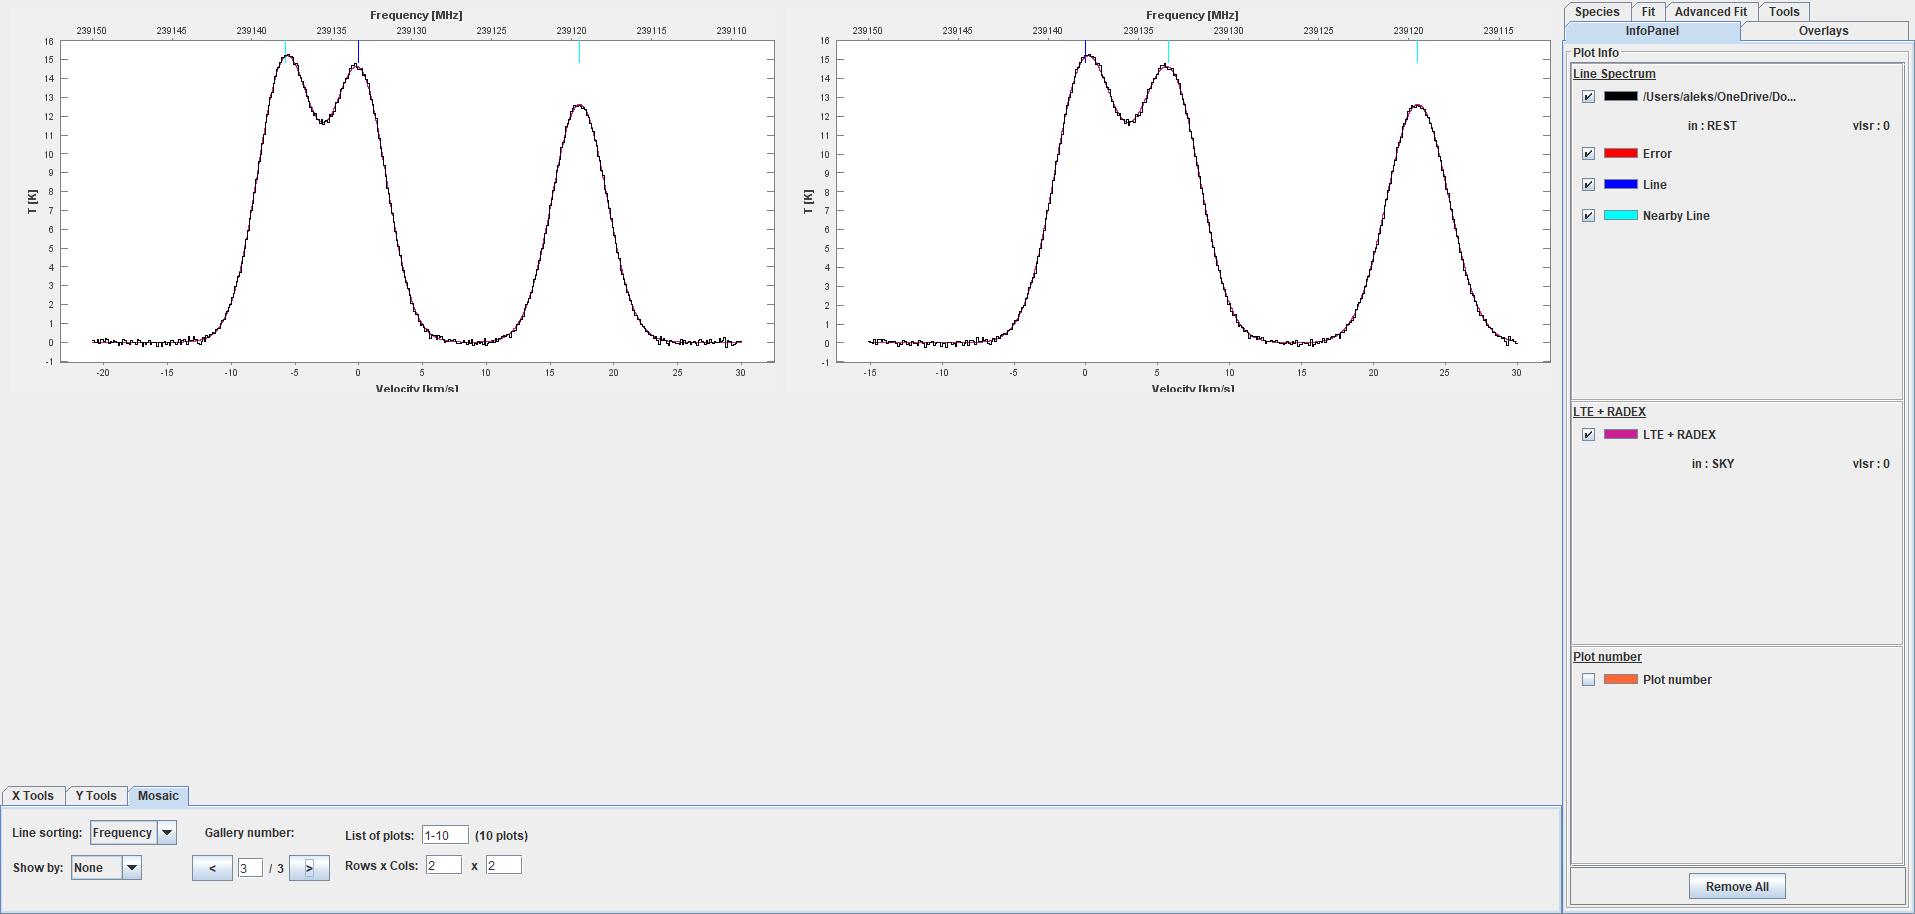 Frequency [MHz]
239150 239145 239140 239135 239130 239125 239120 239115 239110
16
15
14
13
12
11
10
9
8
7
6
5
4
3
2
1
0
-1
T [K]
-20 -15 -10 -5 0 5 10 15 20 25 30
Velocity [km/s]
Frequency [MHz]
239150 239145 239140 239135 239130 239125 239120 239115
16
15
14
13
12
11
10
9
8
7
6
5
4
3
2
1
0
-1
T [K]
-15 -10 -5 0 5 10 15 20 25 30
Velocity [km/s]
Species Fit Advanced Fit Tools
InfoPanel Overlays
Plot Info
Line Spectrum
/Users/aleks/OneDrive/Do...
in : REST vlsr : 0
Error
Line
Nearby Line
LTE + RADEX
LTE + RADEX
in : SKY vlsr : 0
Plot number
Plot number
Remove All
X Tools Y Tools Mosaic
Line sorting: Frequency Gallery number: List of plots: 1-10 (10 plots)
Show by: None < 3 / 3 > Rows x Cols: 2 x 2